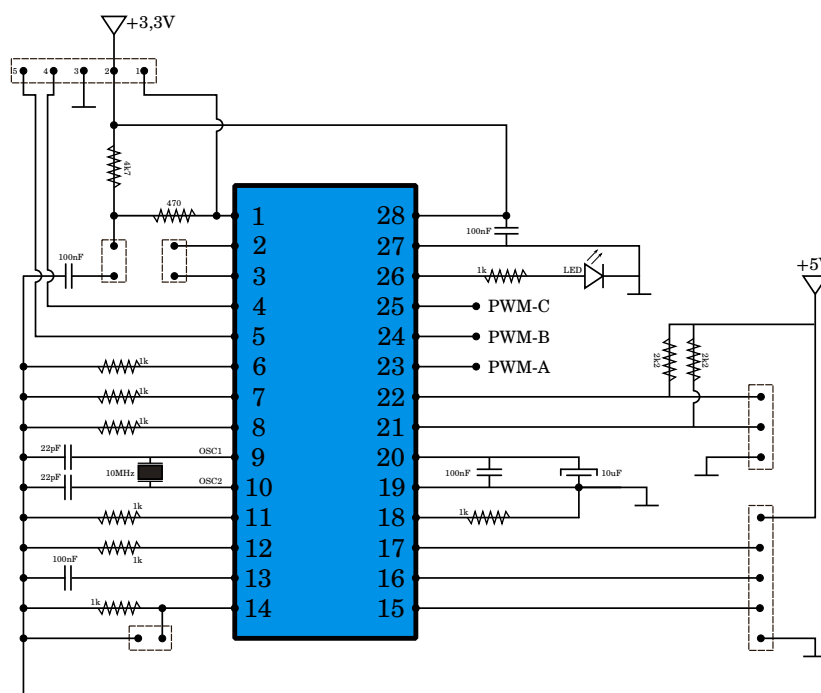 +3,3V
5 4 3 2 1
4k7
470
1 28
100nF
2 27
100nF
3 26
1k LED
+5V
4 25 PWM-C
5 24 PWM-B
2k2 2k2
1k
6 23 PWM-A
1k
7 22
1k
8 21
22pF OSC1
9 20
10MHz
100nF 10uF
22pF OSC2
10 19
1k
11 18
1k
12 17
1k
100nF
13 16
1k
14 15